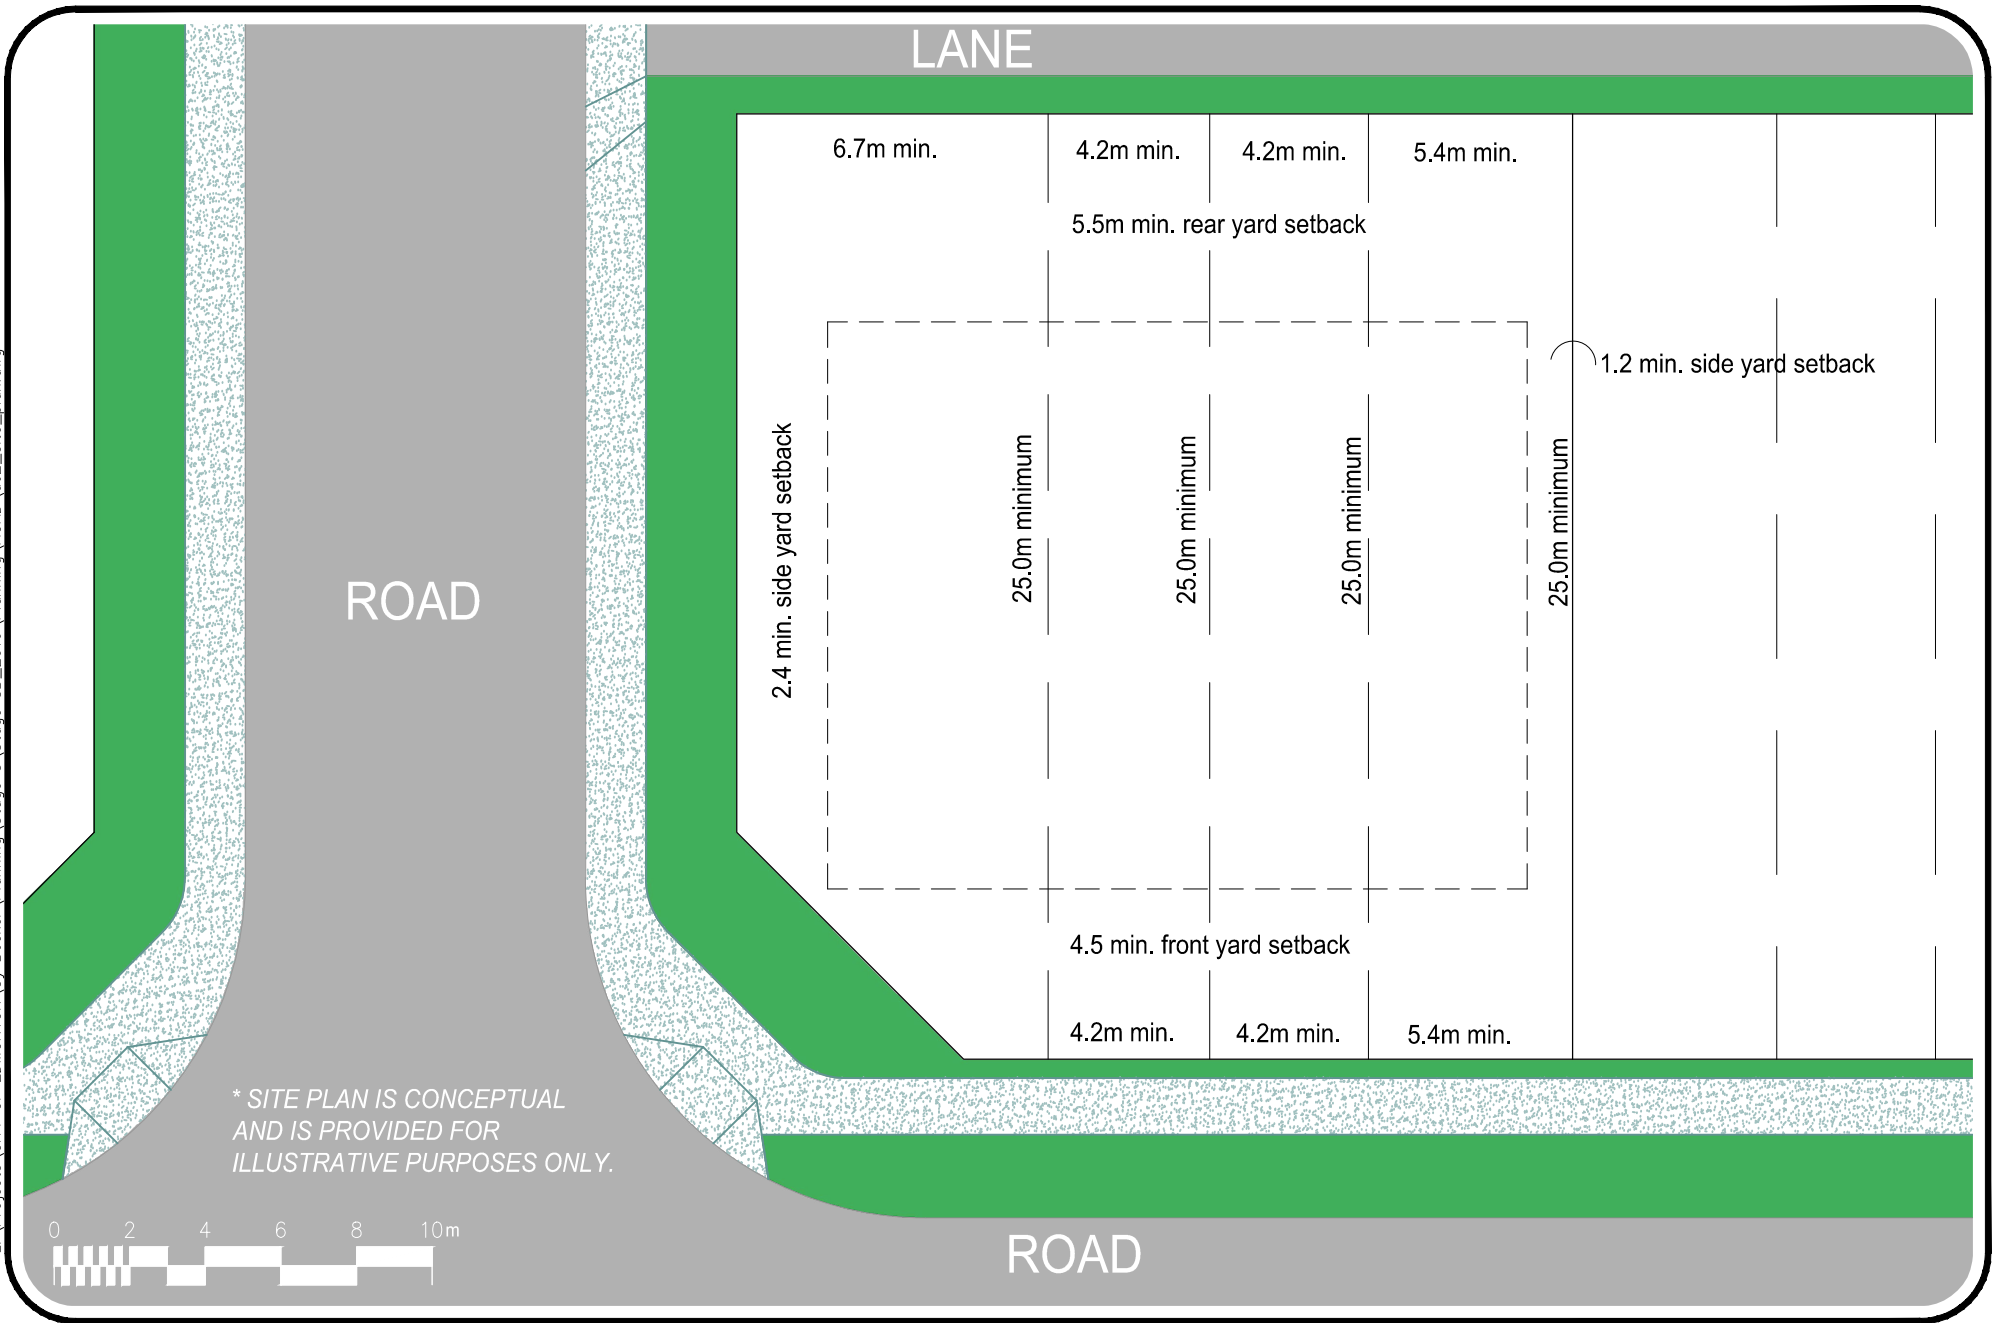 LANE
6.7m min.
4.2m min.
4.2m min.
5.4m min.
5.5m min. rear yard setback
1.2 min. side yard setback
2.4 min. side yard setback
25.0m minimum
25.0m minimum
25.0m minimum
25.0m minimum
ROAD
4.5 min. front yard setback
4.2m min.
4.2m min.
5.4m min.
* SITE PLAN IS CONCEPTUAL
AND IS PROVIDED FOR
ILLUSTRATIVE PURPOSES ONLY.
0 2 4 6 8 10m
ROAD